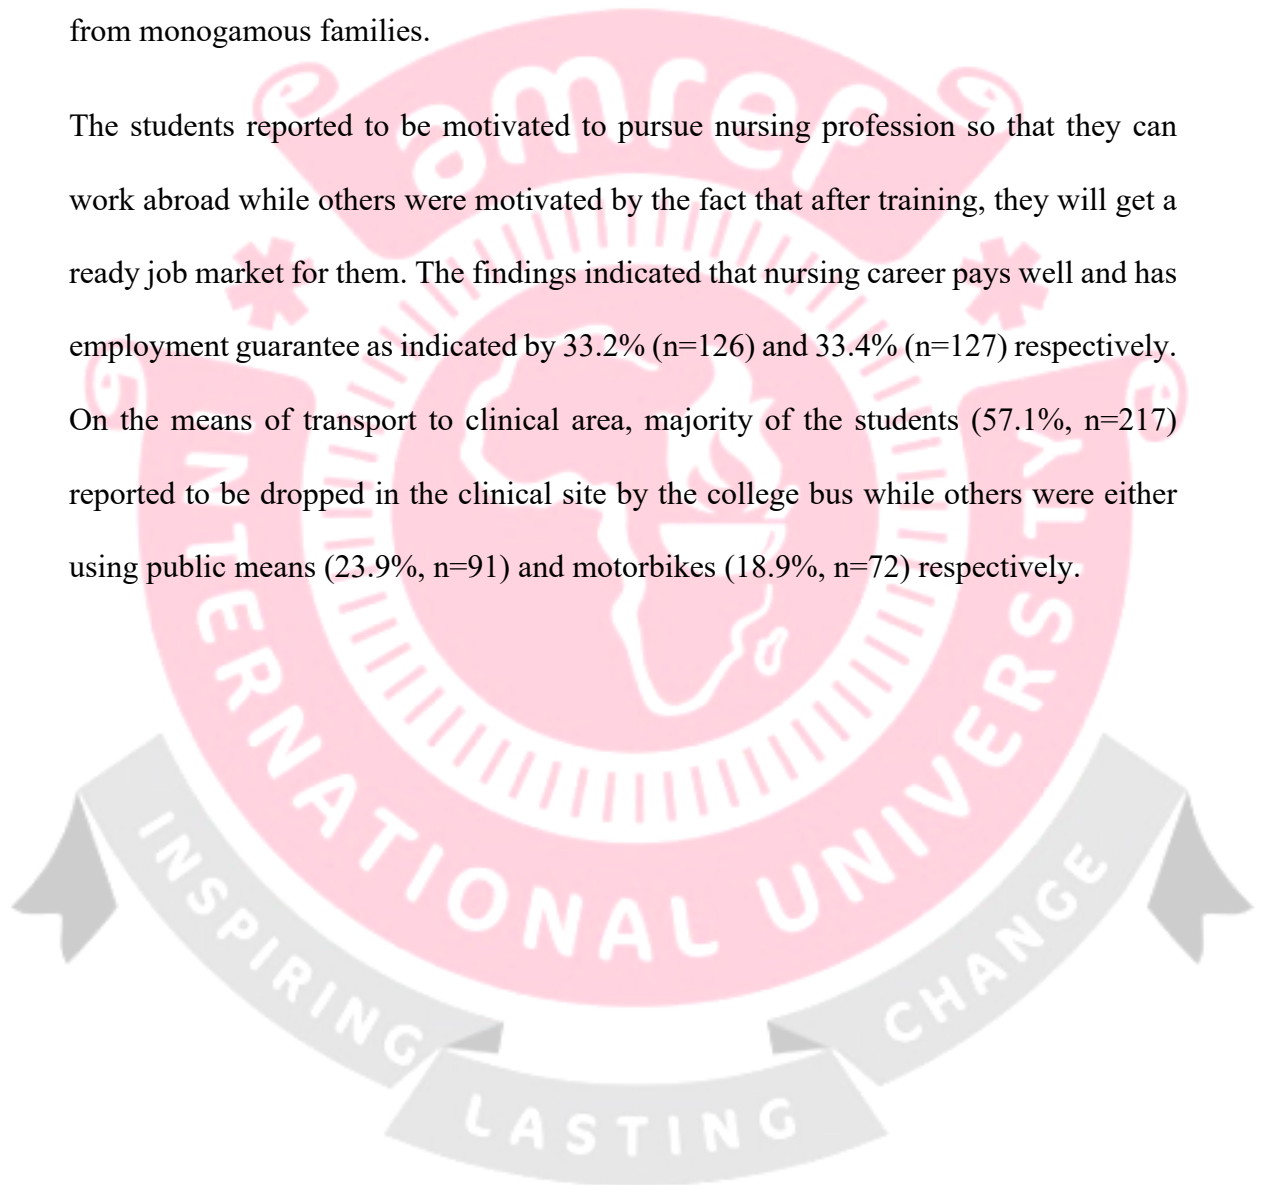 from monogamous families.
amref
The students reported to be motivated to pursue nursing profession so that they can
work abroad while others were motivated by the fact that after training, they will get a
ready job market for them. The findings indicated that nursing career pays well and has
employment guarantee as indicated by 33.2% (n=126) and 33.4% (n=127) respectively.
On the means of transport to clinical area, majority of the students (57.1%, n=217)
reported to be dropped in the clinical site by the college bus while others were either
using public means (23.9%, n=91) and motorbikes (18.9%, n=72) respectively.
INTERNATIONAL UNIVERSITY
INSPIRING
LASTING
CHANGE